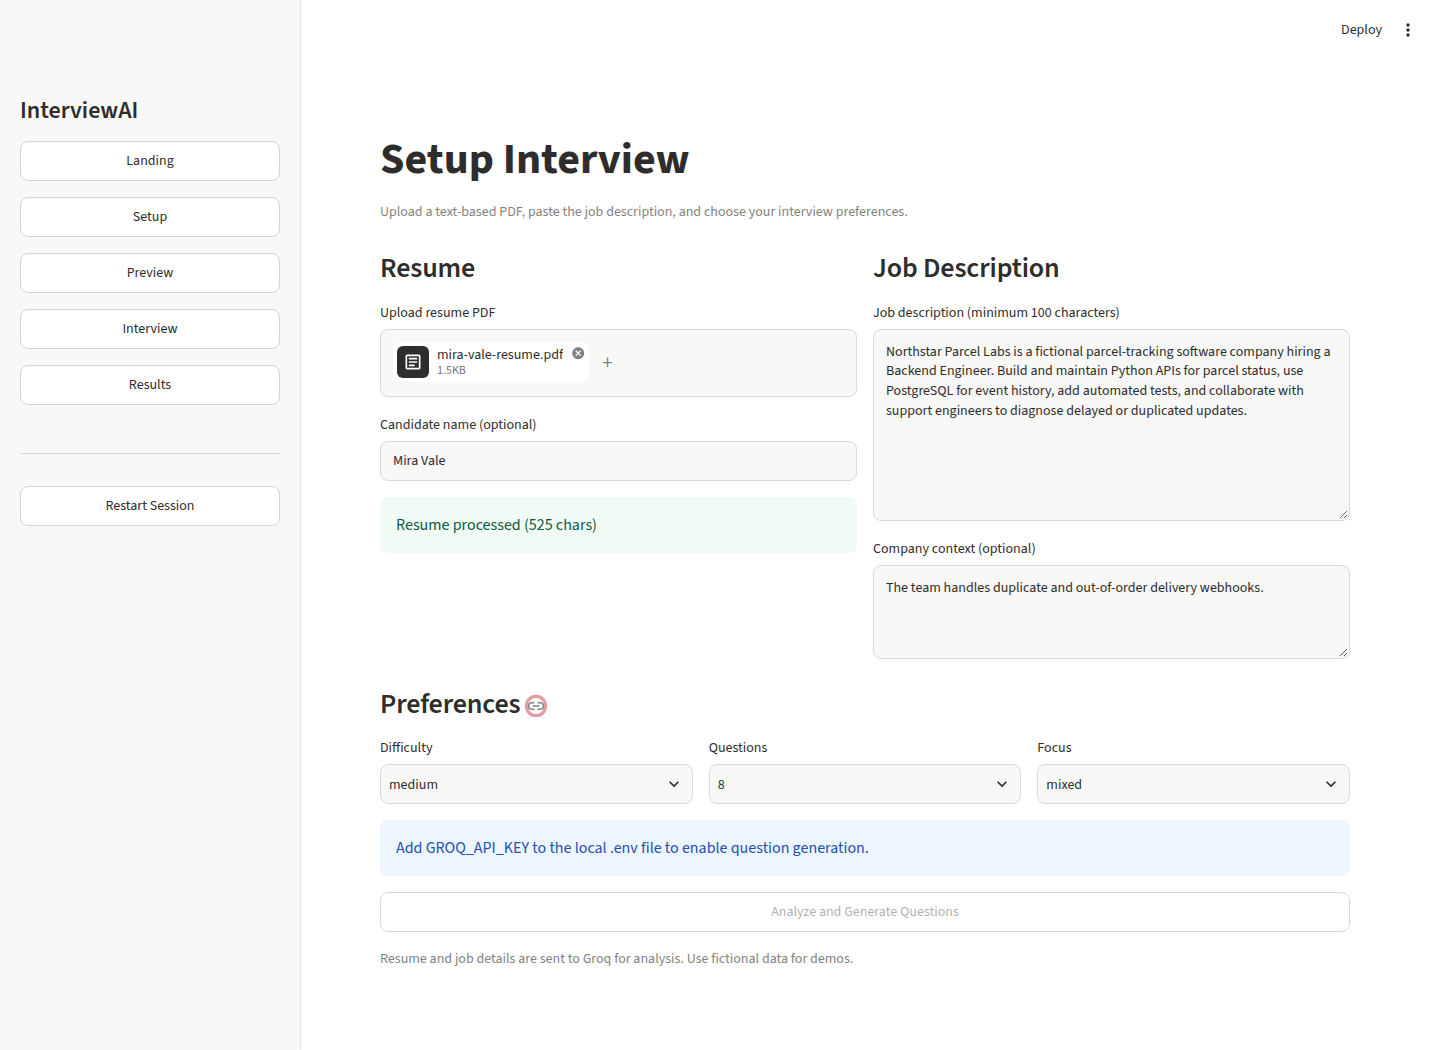 Deploy
InterviewAI
Landing
Setup
Preview
Interview
Results
Restart Session
Setup Interview
Upload a text-based PDF, paste the job description, and choose your interview preferences.
Resume
Upload resume PDF
mira-vale-resume.pdf
1.5KB
Candidate name (optional)
Mira Vale
Resume processed (525 chars)
Job Description
Job description (minimum 100 characters)
Northstar Parcel Labs is a fictional parcel-tracking software company hiring a
Backend Engineer. Build and maintain Python APIs for parcel status, use
PostgreSQL for event history, add automated tests, and collaborate with
support engineers to diagnose delayed or duplicated updates.
Company context (optional)
The team handles duplicate and out-of-order delivery webhooks.
Preferences
Difficulty
medium
Questions
8
Focus
mixed
Add GROQ_API_KEY to the local .env file to enable question generation.
Analyze and Generate Questions
Resume and job details are sent to Groq for analysis. Use fictional data for demos.